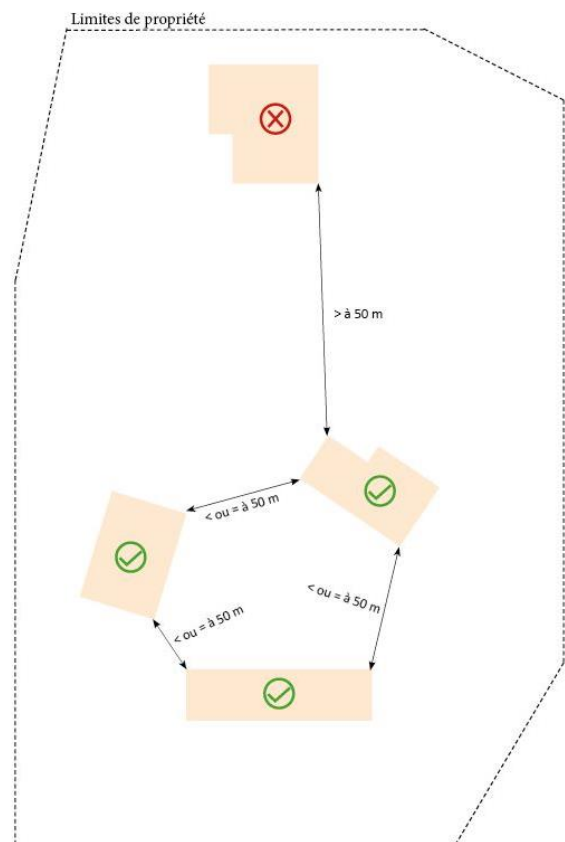 Limites de propriété
> à 50 m
< ou = à 50 m
< ou = à 50 m
< ou = à 50 m